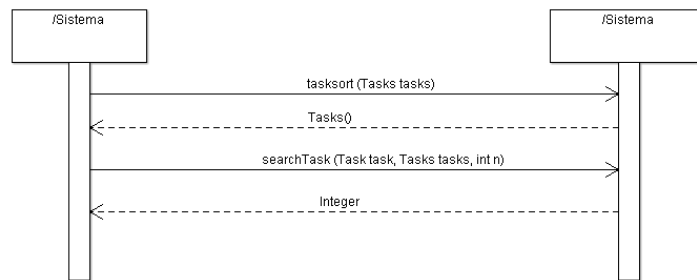 /Sistema
/Sistema
tasksort (Tasks tasks)
Tasks()
searchTask (Task task, Tasks tasks, int n)
Integer